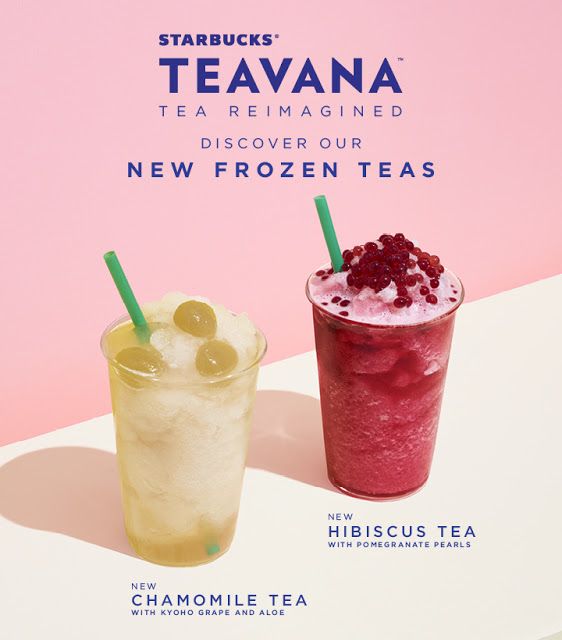 STARBUCKS®
TEAVANA™
TEA REIMAGINED
DISCOVER OUR
NEW FROZEN TEAS
NEW
HIBISCUS TEA
WITH POMEGRANATE PEARLS
NEW
CHAMOMILE TEA
WITH KYOHO GRAPE AND ALOE